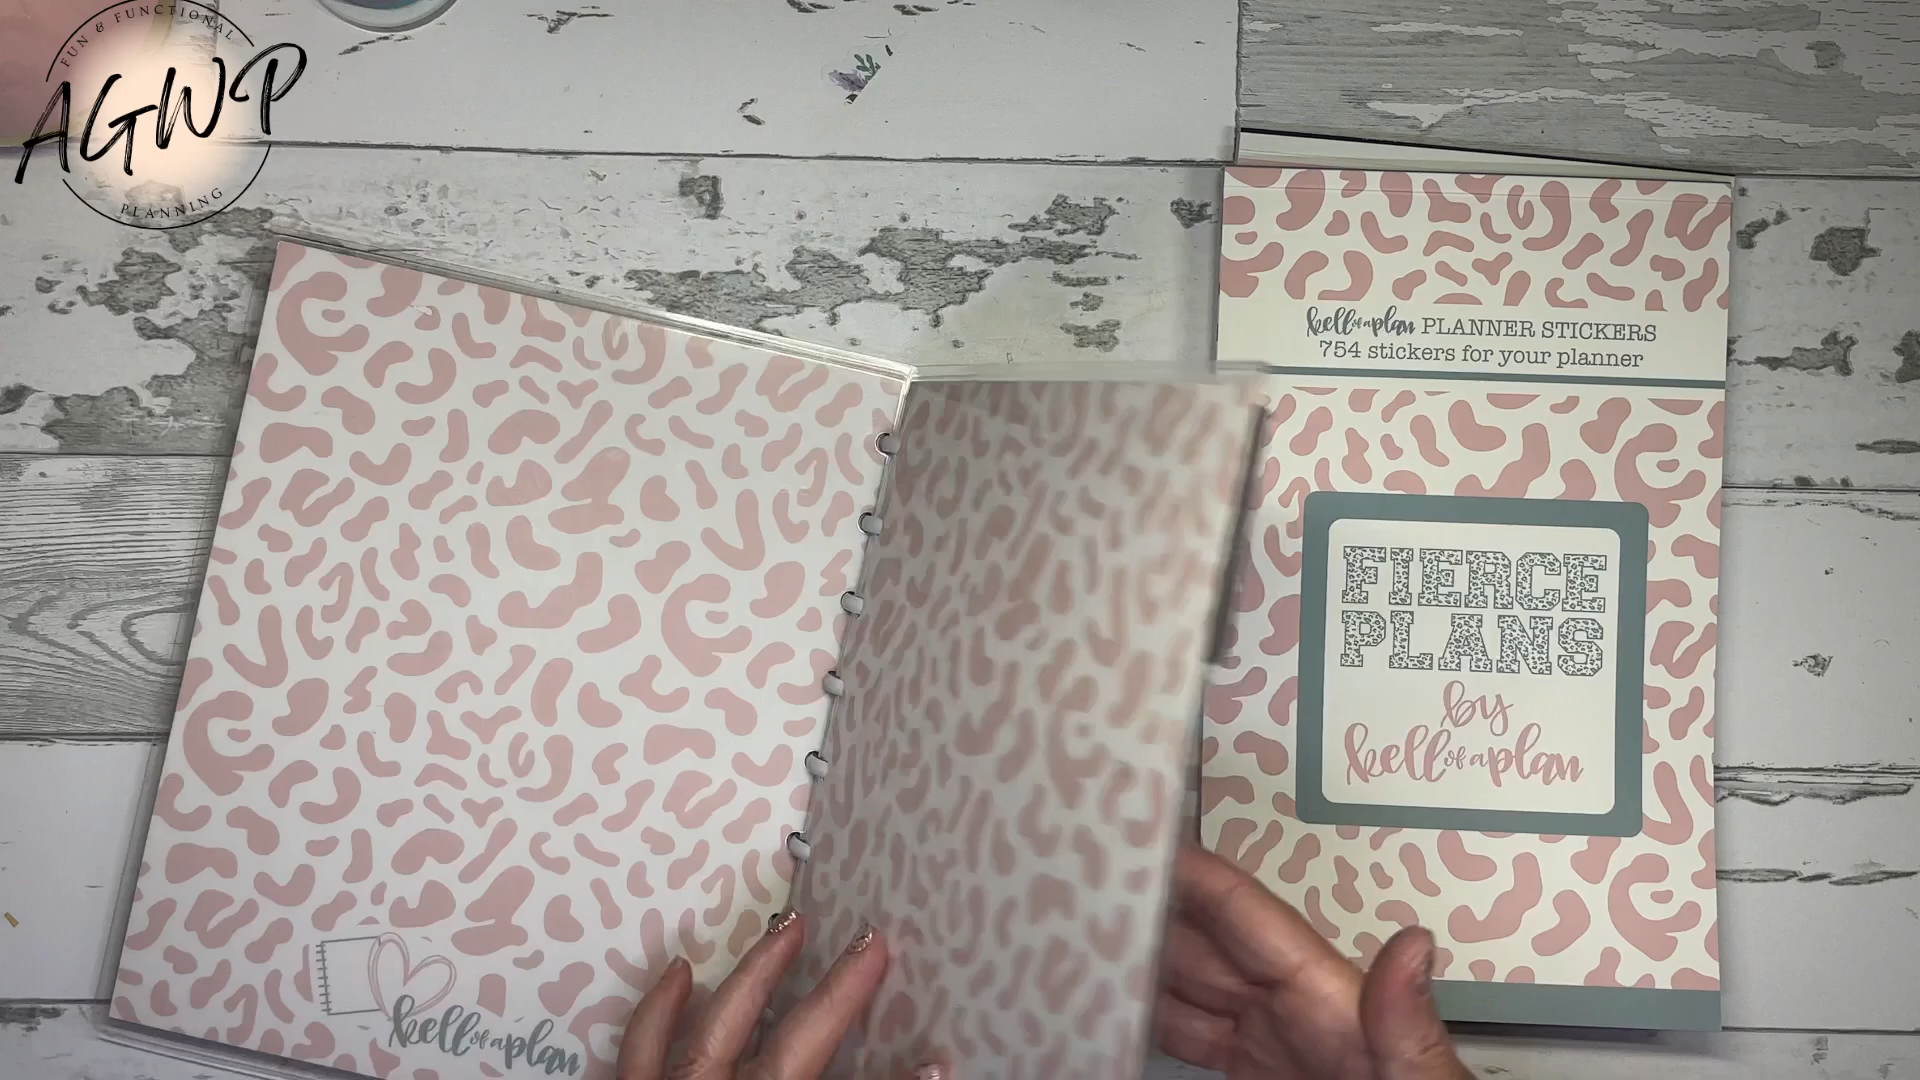 FUN & FUNCTIONAL
AGWP
PLANNING
kell of a plan PLANNER STICKERS
754 stickers for your planner
FIERCE
PLANS
by
kell of a plan
kell of a plan